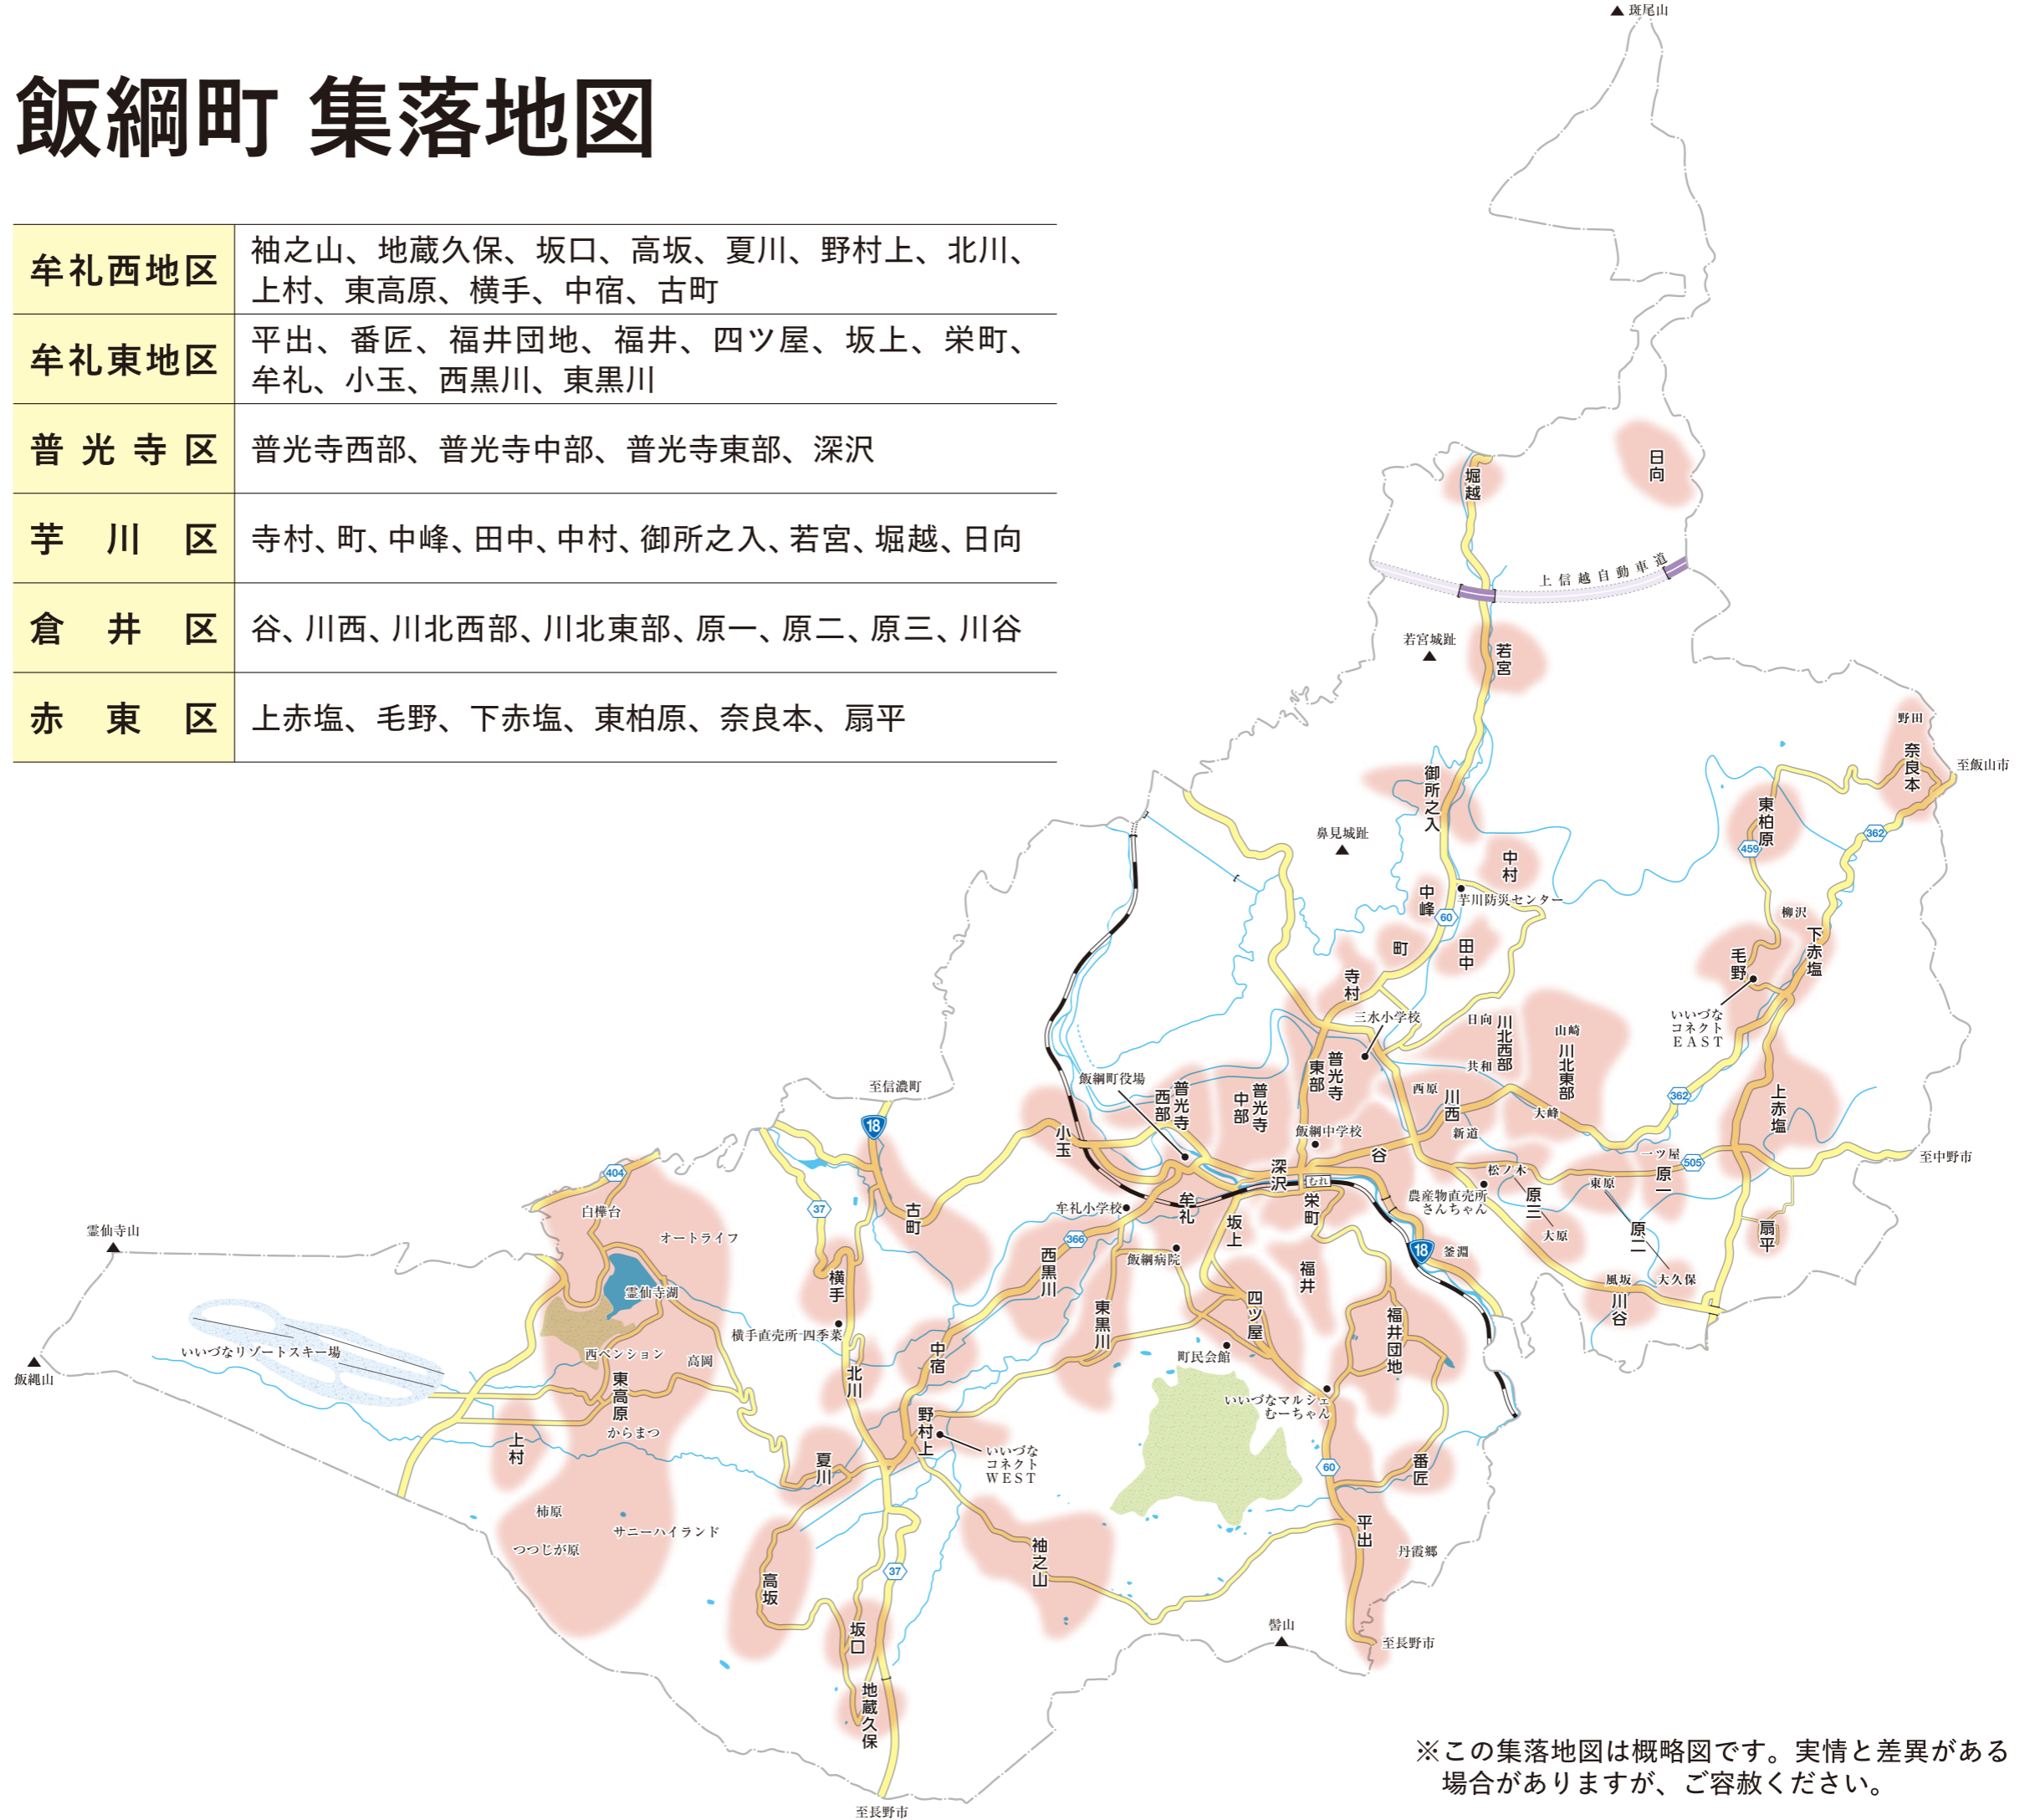 飯綱町 集落地図
牟礼西地区
袖之山、地蔵久保、坂口、高坂、夏川、野村上、北川、
上村、東高原、横手、中宿、古町
牟礼東地区
平出、番匠、福井団地、福井、四ツ屋、坂上、栄町、
牟礼、小玉、西黒川、東黒川
普光寺区
普光寺西部、普光寺中部、普光寺東部、深沢
芋川区
寺村、町、中峰、田中、中村、御所之入、若宮、堀越、日向
倉井区
谷、川西、川北西部、川北東部、原一、原二、原三、川谷
赤東区
上赤塩、毛野、下赤塩、東柏原、奈良本、扇平
斑尾山
日向
堀越
上信越自動車道
若宮城趾
若宮
野田
奈良本
至飯山市
御所之入
東柏原
362
459
鼻見城趾
中村
中峰
芋川防災センター
60
柳沢
町
田中
下赤塩
毛野
寺村
三水小学校
日向
川北西部
山崎
川北東部
いいづな
コネクト
EAST
共和
普光寺
東部
飯綱町役場
至信濃町
普光寺
西部
普光寺
中部
西原
川西
362
上赤塩
大峰
18
小玉
飯綱中学校
新道
谷
一ツ屋
505
至中野市
404
深沢
むれ
松ノ木
原一
東原
農産物直売所
さんちゃん
原三
白樺台
37
古町
牟礼小学校
牟礼
栄町
坂上
大原
原二
扇平
霊仙寺山
オートライフ
366
飯綱病院
18
釜淵
西黒川
福井
横手
霊仙寺湖
風坂
大久保
川谷
東黒川
四ツ屋
福井団地
横手直売所 四季菜
いいづなリゾートスキー場
西ペンション
高岡
中宿
町民会館
飯縄山
北川
東高原
いいづなマルシェ
むーちゃん
からまつ
野村上
上村
いいづな
コネクト
WEST
夏川
60
番匠
柿原
サニーハイランド
つつじが原
袖之山
平出
丹霞郷
高坂
37
坂口
髻山
至長野市
地蔵久保
至長野市
※この集落地図は概略図です。実情と差異がある
場合がありますが、ご容赦ください。